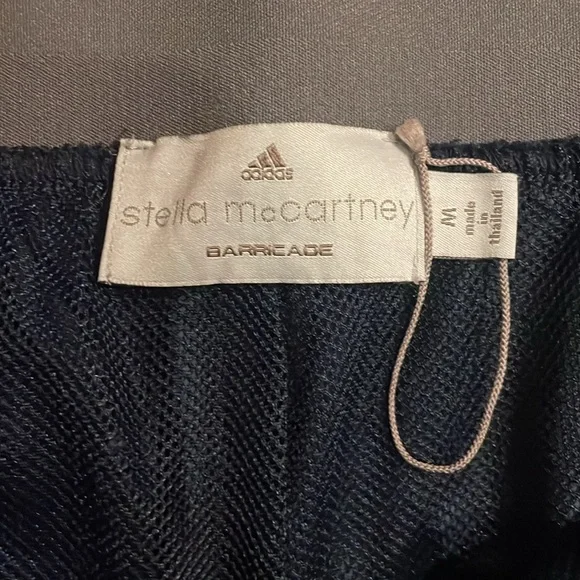 adidas
stella mccartney
BARRICADE
M
made
in
thailand